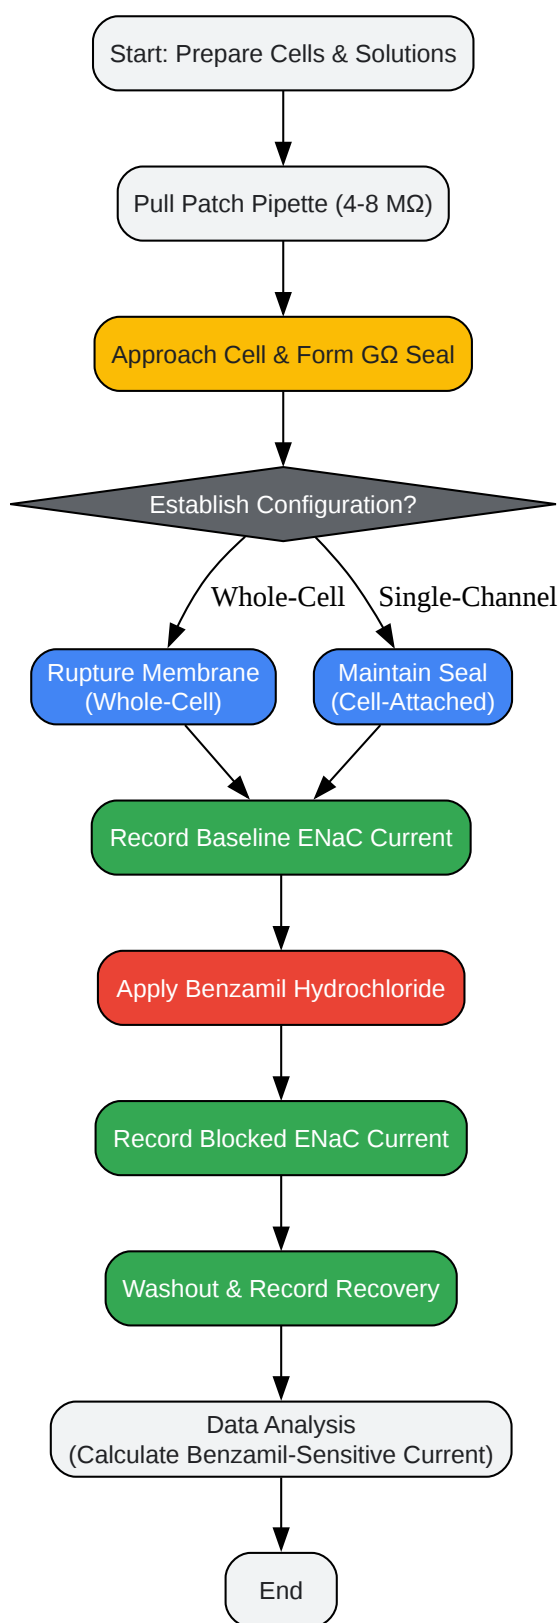 Start: Prepare Cells & Solutions
Pull Patch Pipette (4-8 MΩ)
Approach Cell & Form GΩ Seal
Establish Configuration?
Whole-Cell
Single-Channel
Rupture Membrane
(Whole-Cell)
Maintain Seal
(Cell-Attached)
Record Baseline ENaC Current
Apply Benzamil Hydrochloride
Record Blocked ENaC Current
Washout & Record Recovery
Data Analysis
(Calculate Benzamil-Sensitive Current)
End